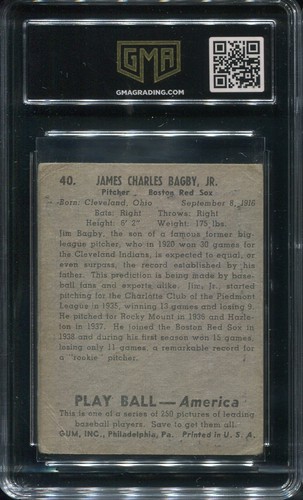 GMA
GMAGRADING.COM
40. JAMES CHARLES BAGBY, JR.
Pitcher Boston Red Sox
Born: Cleveland, Ohio September 8, 1916
Bats: Right Throws: Right
Height: 6' 2" Weight: 175 lbs.
Jim Bagby, the son of a former famous big-
league pitcher, who in 1920 won 30 games for
the Cleveland Indians, is expected to equal,
or even surpass, the record established by his
father. This prediction is being made by base-
ball fans and experts alike. Jim, Jr., started
pitching for the Charlotte Club of the Piedmont
League in 1935, winning 13 games and losing 9.
He pitched for Rocky Mount in 1936 and Hazle-
ton in 1937. He joined the Boston Red Sox in
1938 and during his first season won 15 games,
losing only 11 games, a remarkable record for
a "rookie" pitcher.
PLAY BALL—America
This is one of a series of 250 pictures of leading
baseball players. Save to get them all.
GUM, INC., Philadelphia, Pa. Printed in U. S. A.